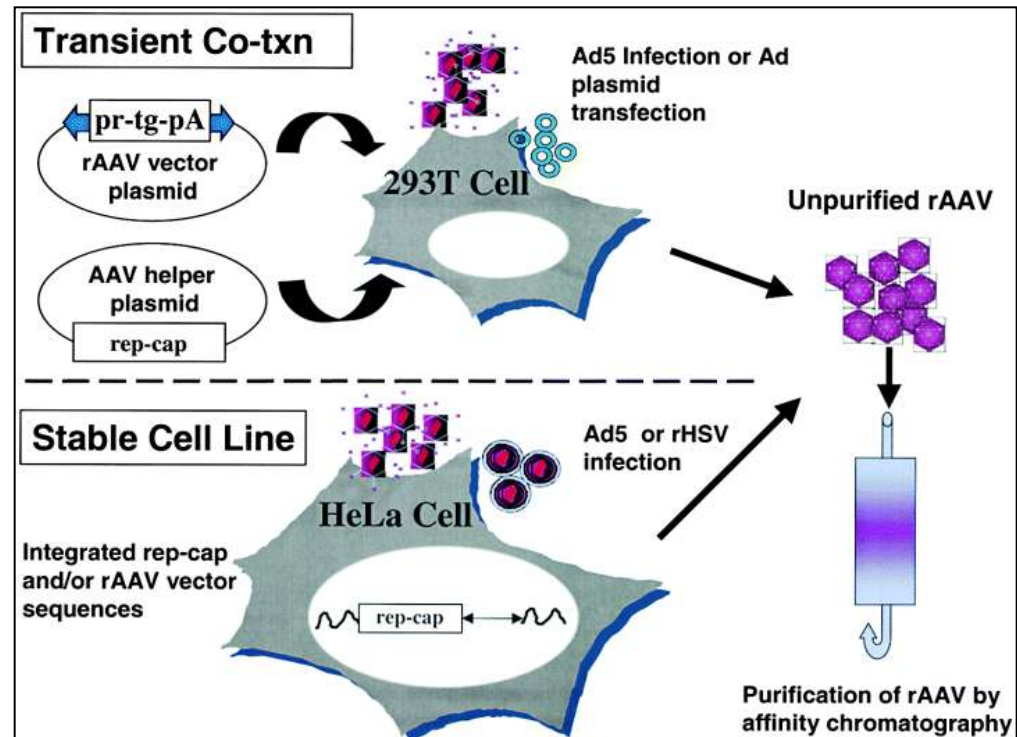 Transient Co-txn
pr-tg-pA
rAAV vector
plasmid
AAV helper
plasmid
rep-cap
293T Cell
Ad5 Infection or Ad
plasmid
transfection
Unpurified rAAV
Stable Cell Line
Integrated rep-cap
and/or rAAV vector
sequences
HeLa Cell
rep-cap
Ad5 or rHSV
infection
Purification of rAAV by
affinity chromatography